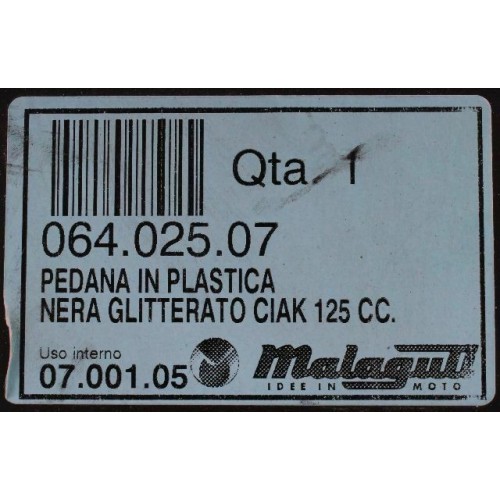 Qta. 1
064.025.07
PEDANA IN PLASTICA
NERA GLITTERATO CIAK 125 CC.
Uso interno
07.001.05
Malaguti
IDEE IN MOTO